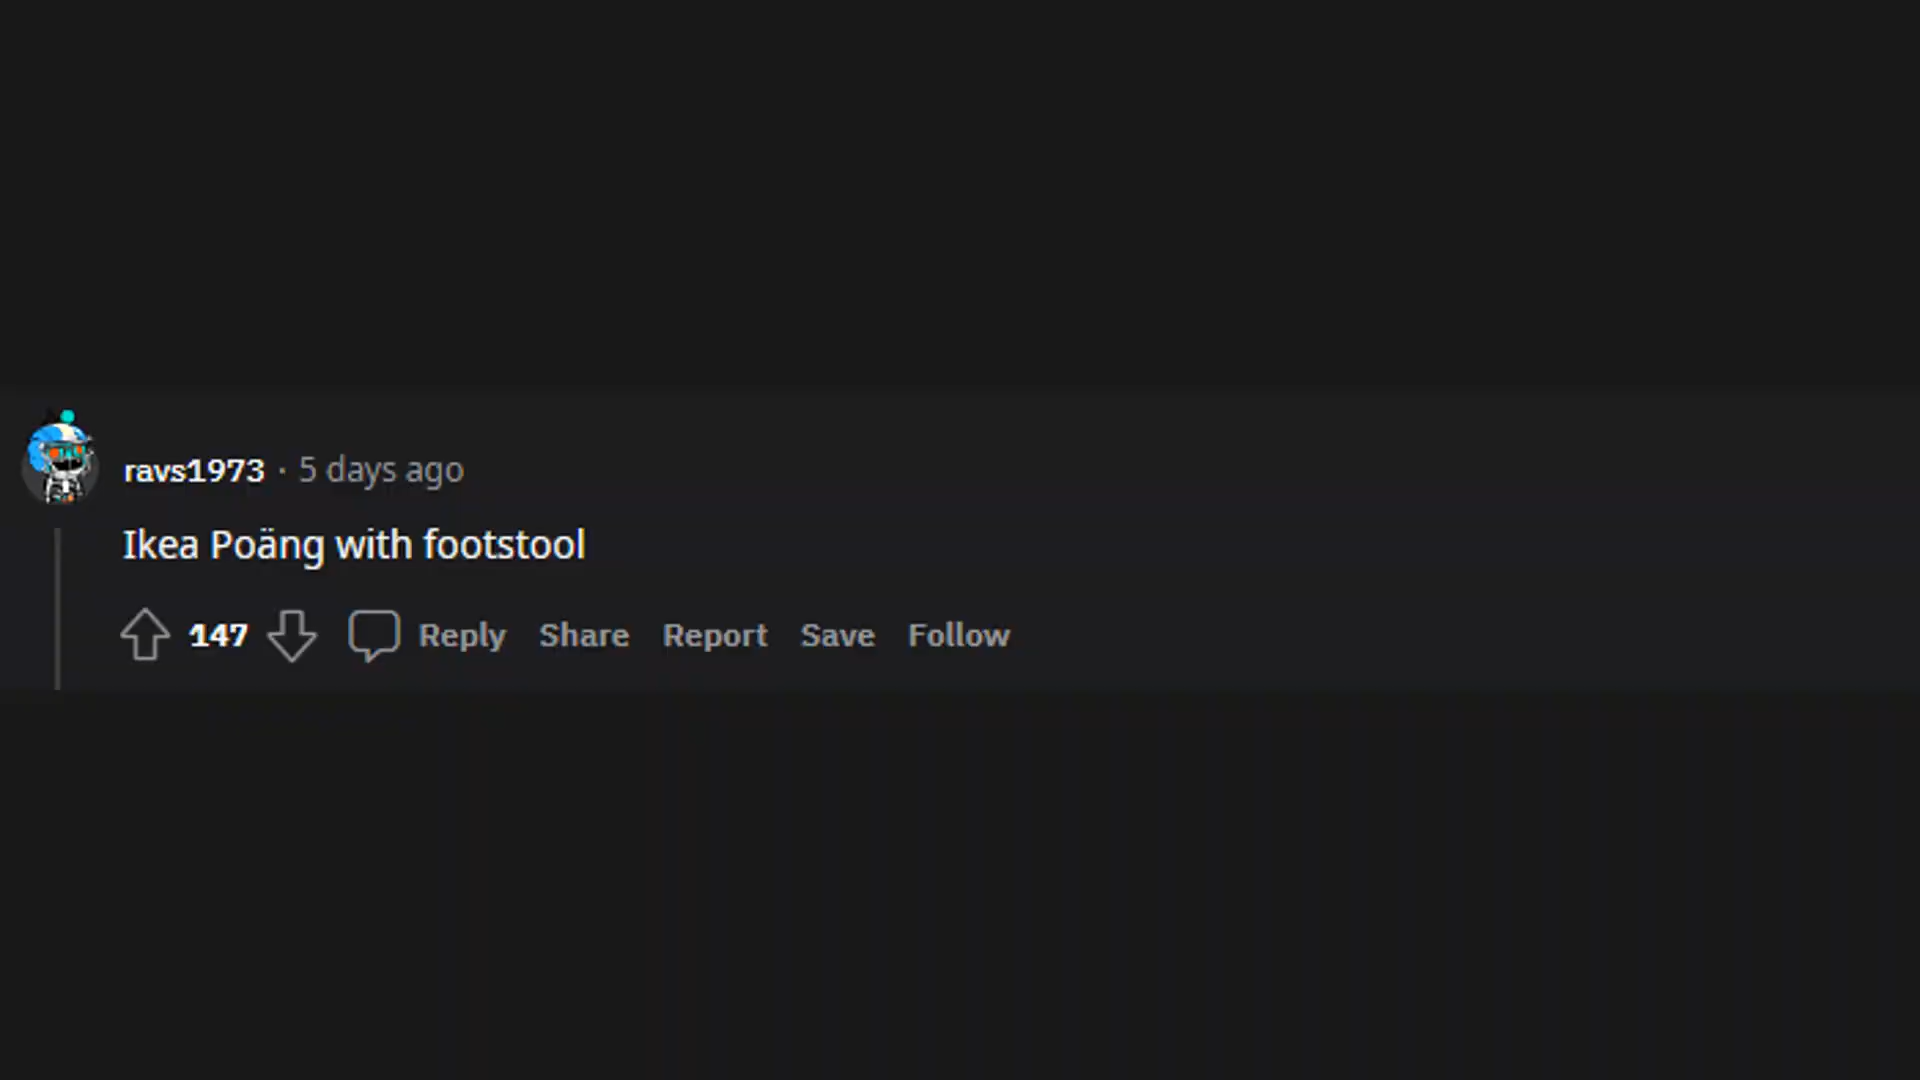 ravs1973 · 5 days ago
Ikea Poäng with footstool
147 Reply Share Report Save Follow